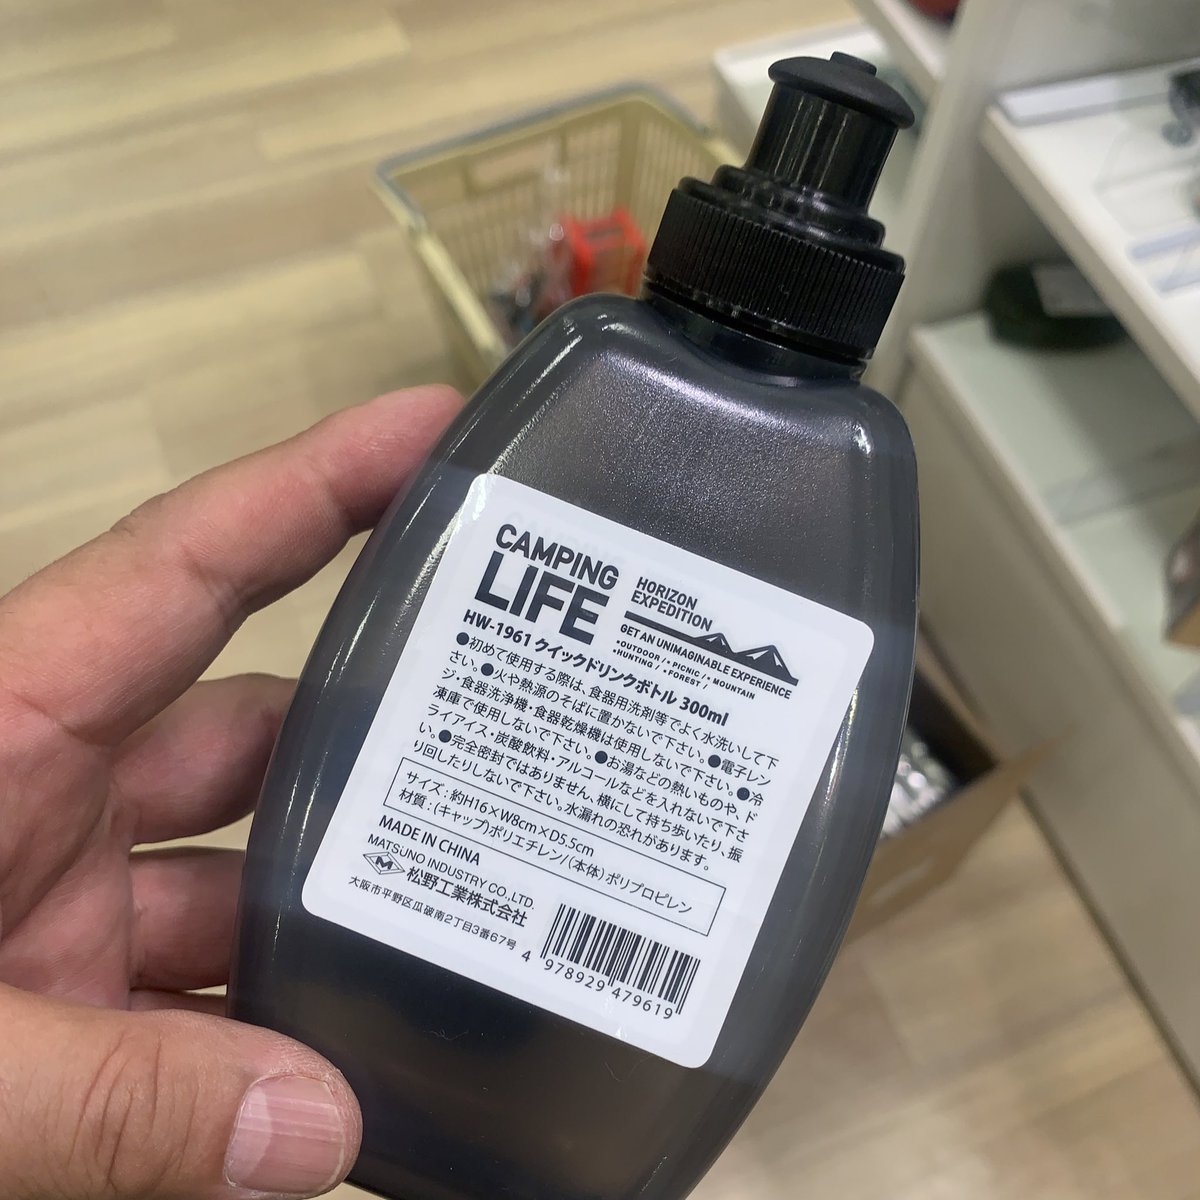 CAMPING
LIFE
HORIZON
EXPEDITION
GET AN UNIMAGINABLE EXPERIENCE
•OUTDOOR / • PICNIC / • MOUNTAIN
•HUNTING / • FOREST /
HW-1961 クイックドリンクボトル 300ml
●初めて使用する際は、食器用洗剤等でよく水洗いして下
さい。●火や熱源のそばに置かないで下さい。●電子レン
ジ・食器洗浄機・食器乾燥機は使用しないで下さい。●冷
凍庫で使用しないで下さい。●お湯などの熱いものや、ド
ライアイス・炭酸飲料・アルコールなどを入れないで下さ
い。●完全密封ではありません、横にして持ち歩いたり、振
り回したりしないで下さい。水漏れの恐れがあります。
サイズ : 約H16×W8cm×D5.5cm
材質 : (キャップ)ポリエチレン/(本体) ポリプロピレン
MADE IN CHINA
MATSUNO INDUSTRY CO.,LTD.
M 松野工業株式会社
大阪市平野区瓜破南2丁目3番67号
4 978929 479619